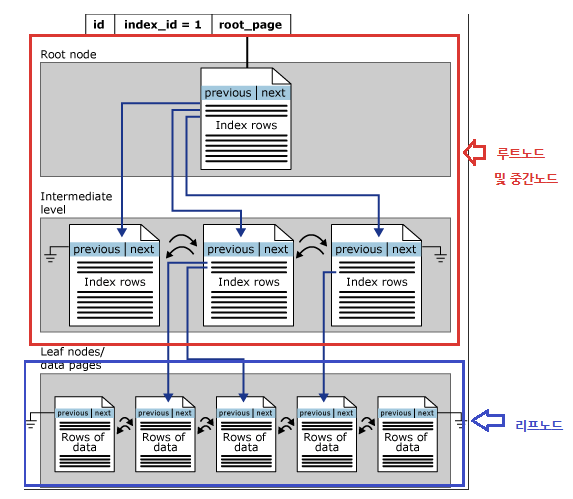 id index_id = 1 root_page
Root node
previous next
Index rows
루트노드
및 중간노드
Intermediate
level
previous next previous next previous next
Index rows Index rows Index rows
Leaf nodes/
data pages
previous next previous next previous next previous next previous next
Rows of Rows of Rows of Rows of Rows of
data data data data data
리프노드